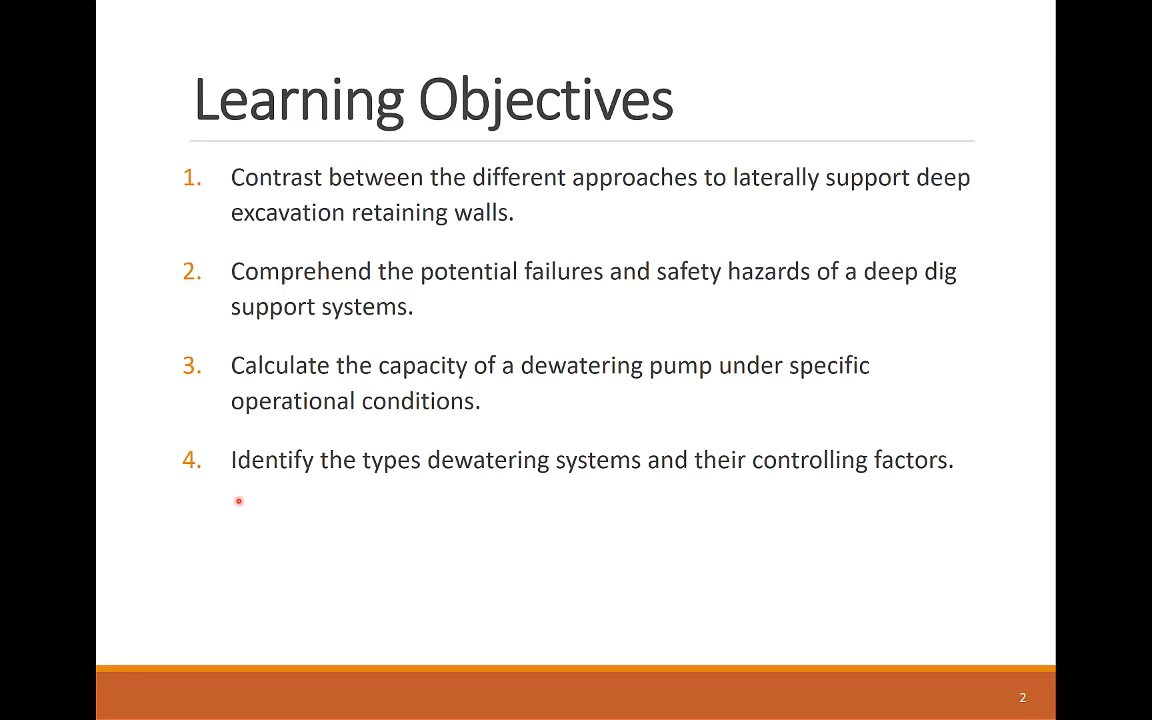 Learning Objectives
1. Contrast between the different approaches to laterally support deep
excavation retaining walls.
2. Comprehend the potential failures and safety hazards of a deep dig
support systems.
3. Calculate the capacity of a dewatering pump under specific
operational conditions.
4. Identify the types dewatering systems and their controlling factors.
2